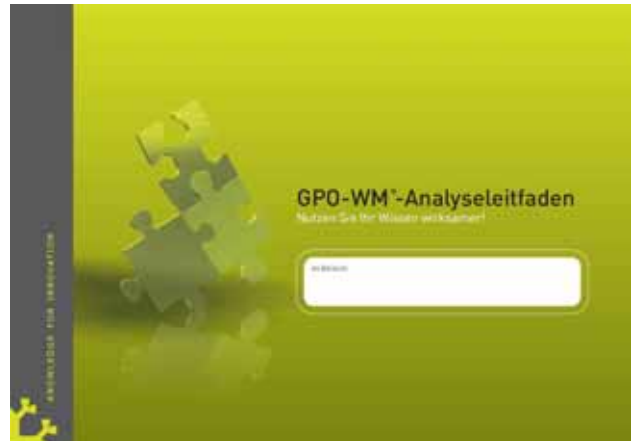 GPO-WM®-Analyseleitfaden
Nutzen Sie Ihr Wissen wirksamer!
KNOWLEDGE FOR INNOVATION